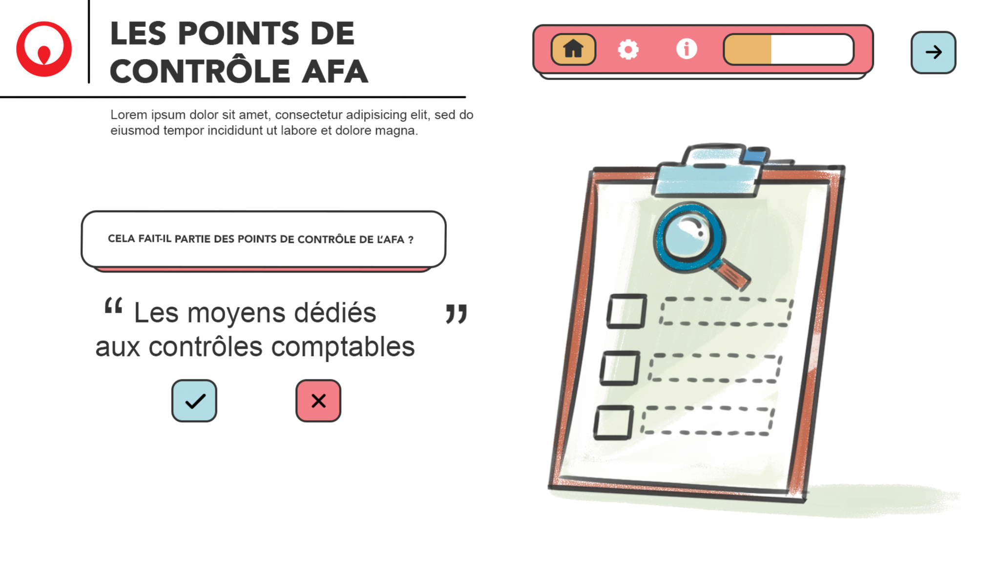 LES POINTS DE
CONTRÔLE AFA
Lorem ipsum dolor sit amet, consectetur adipisicing elit, sed do
eiusmod tempor incididunt ut labore et dolore magna.
CELA FAIT-IL PARTIE DES POINTS DE CONTRÔLE DE L’AFA ?
“ Les moyens dédiés ”
aux contrôles comptables